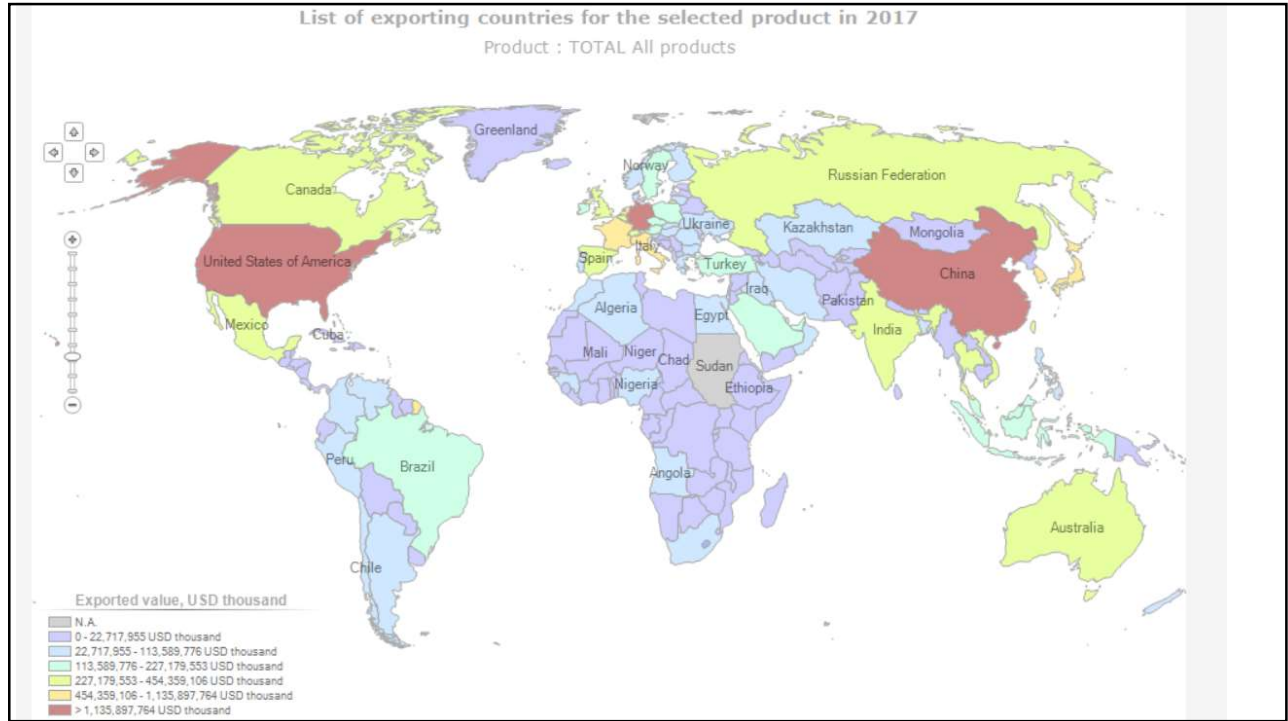 List of exporting countries for the selected product in 2017
Product : TOTAL All products
Greenland
Norway
Russian Federation
Canada
Ukraine
Kazakhstan
Mongolia
Italy
United States of America
Spain
Turkey
China
Iraq
Pakistan
Algeria
Egypt
Mexico
Cuba
India
Mali
Niger
Chad
Sudan
Nigeria
Ethiopia
Peru
Brazil
Angola
Australia
Chile
Exported value, USD thousand
N.A.
0 - 22,717,955 USD thousand
22,717,955 - 113,589,776 USD thousand
113,589,776 - 227,179,553 USD thousand
227,179,553 - 454,359,106 USD thousand
454,359,106 - 1,135,897,764 USD thousand
> 1,135,897,764 USD thousand